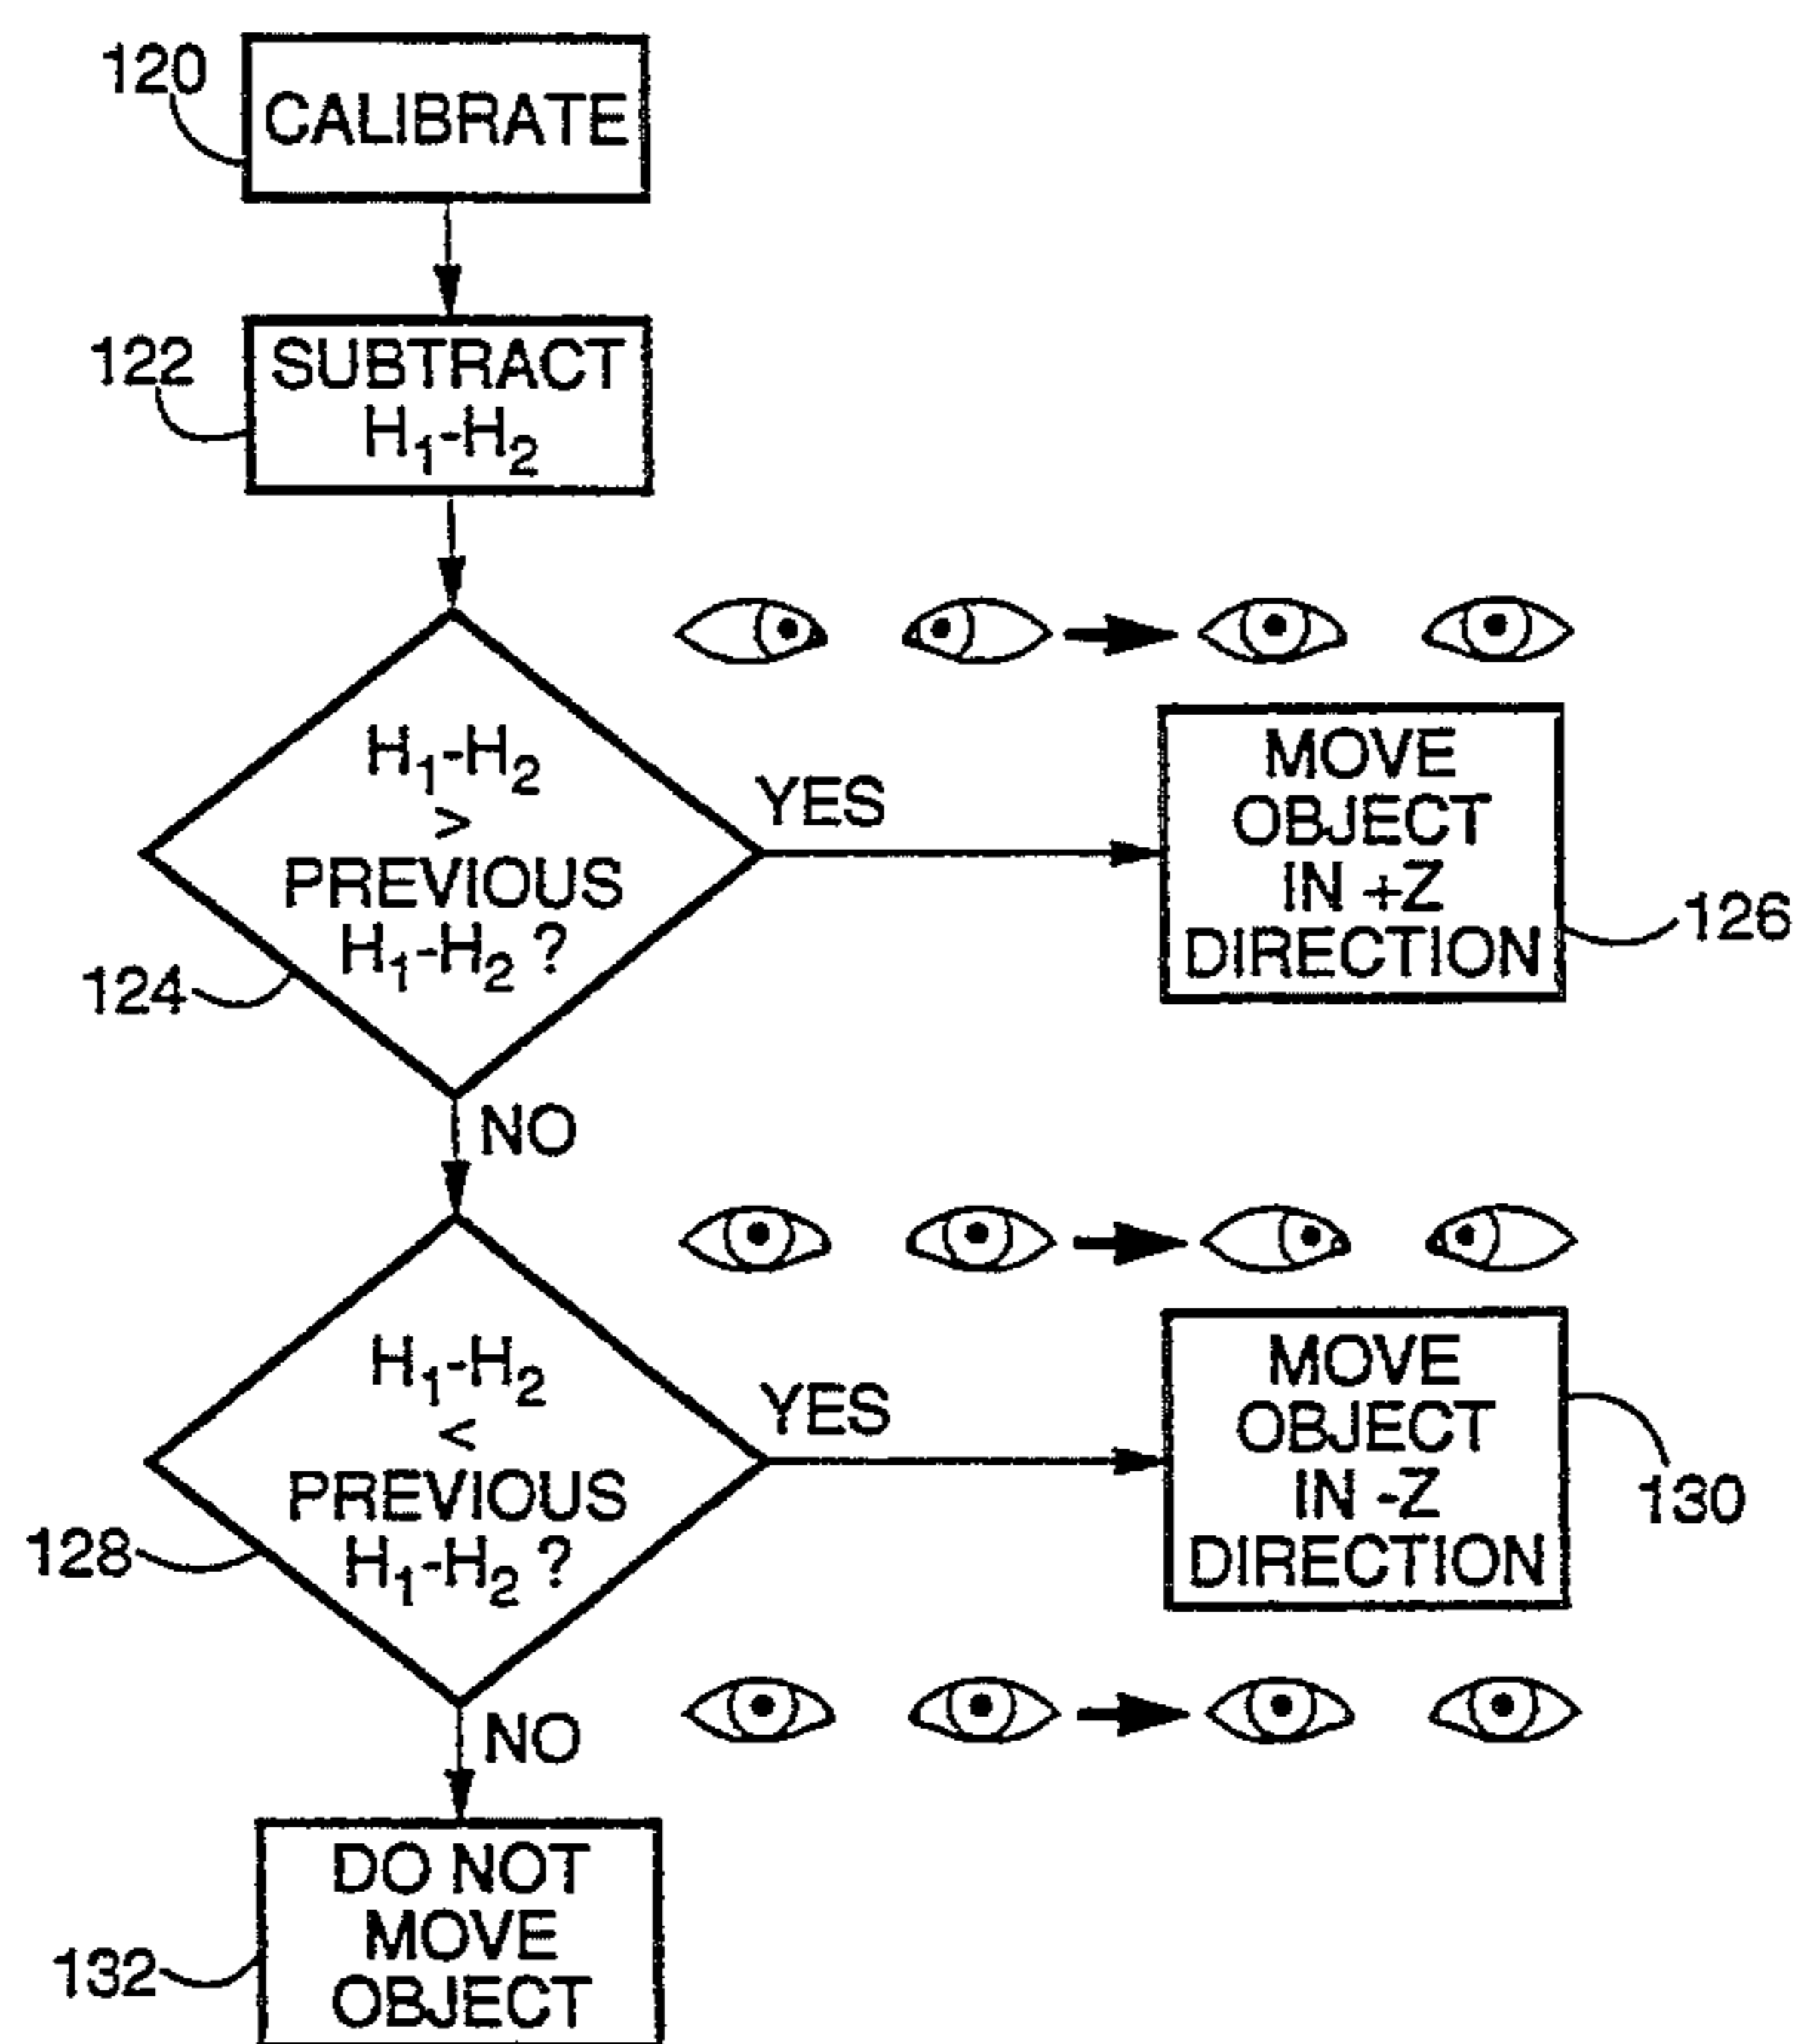 120
CALIBRATE
122
SUBTRACT
H₁-H₂
H₁-H₂
>
PREVIOUS
H₁-H₂ ?
124
YES
MOVE
OBJECT
IN +Z
DIRECTION
126
NO
H₁-H₂
<
PREVIOUS
H₁-H₂ ?
128
YES
MOVE
OBJECT
IN -Z
DIRECTION
130
NO
DO NOT
MOVE
OBJECT
132